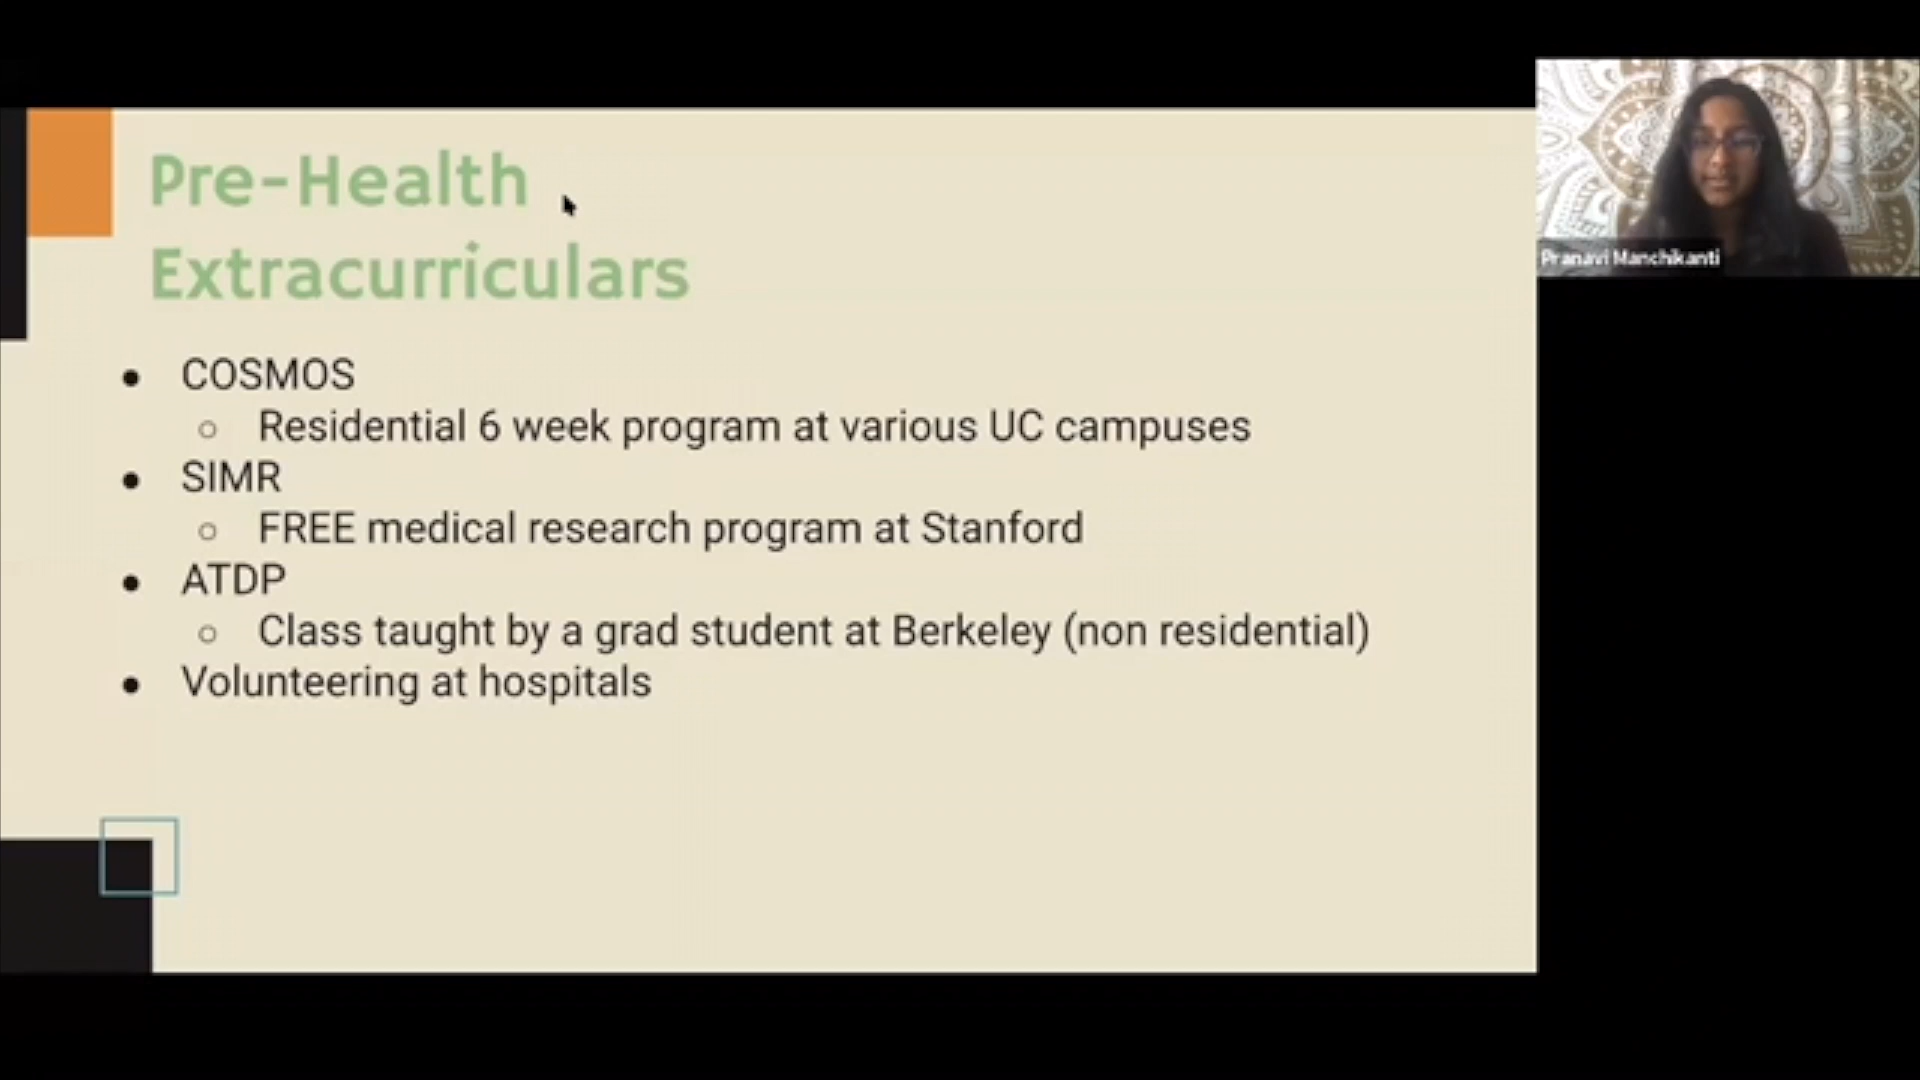 Pre-Health
Extracurriculars
● COSMOS
○ Residential 6 week program at various UC campuses
● SIMR
○ FREE medical research program at Stanford
● ATDP
○ Class taught by a grad student at Berkeley (non residential)
● Volunteering at hospitals
Pranavi Manchikanti